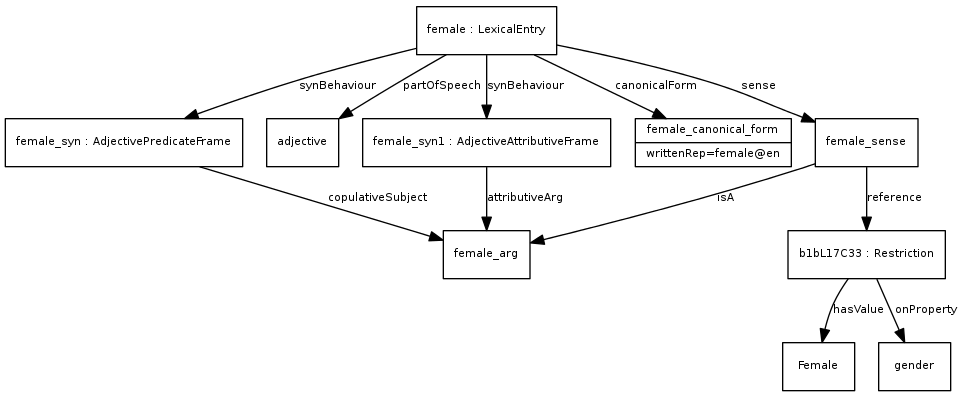 female : LexicalEntry
synBehaviour
partOfSpeech
synBehaviour
canonicalForm
sense
female_syn : AdjectivePredicateFrame
adjective
female_syn1 : AdjectiveAttributiveFrame
female_canonical_form
writtenRep=female@en
female_sense
copulativeSubject
attributiveArg
isA
reference
female_arg
b1bL17C33 : Restriction
hasValue
onProperty
Female
gender